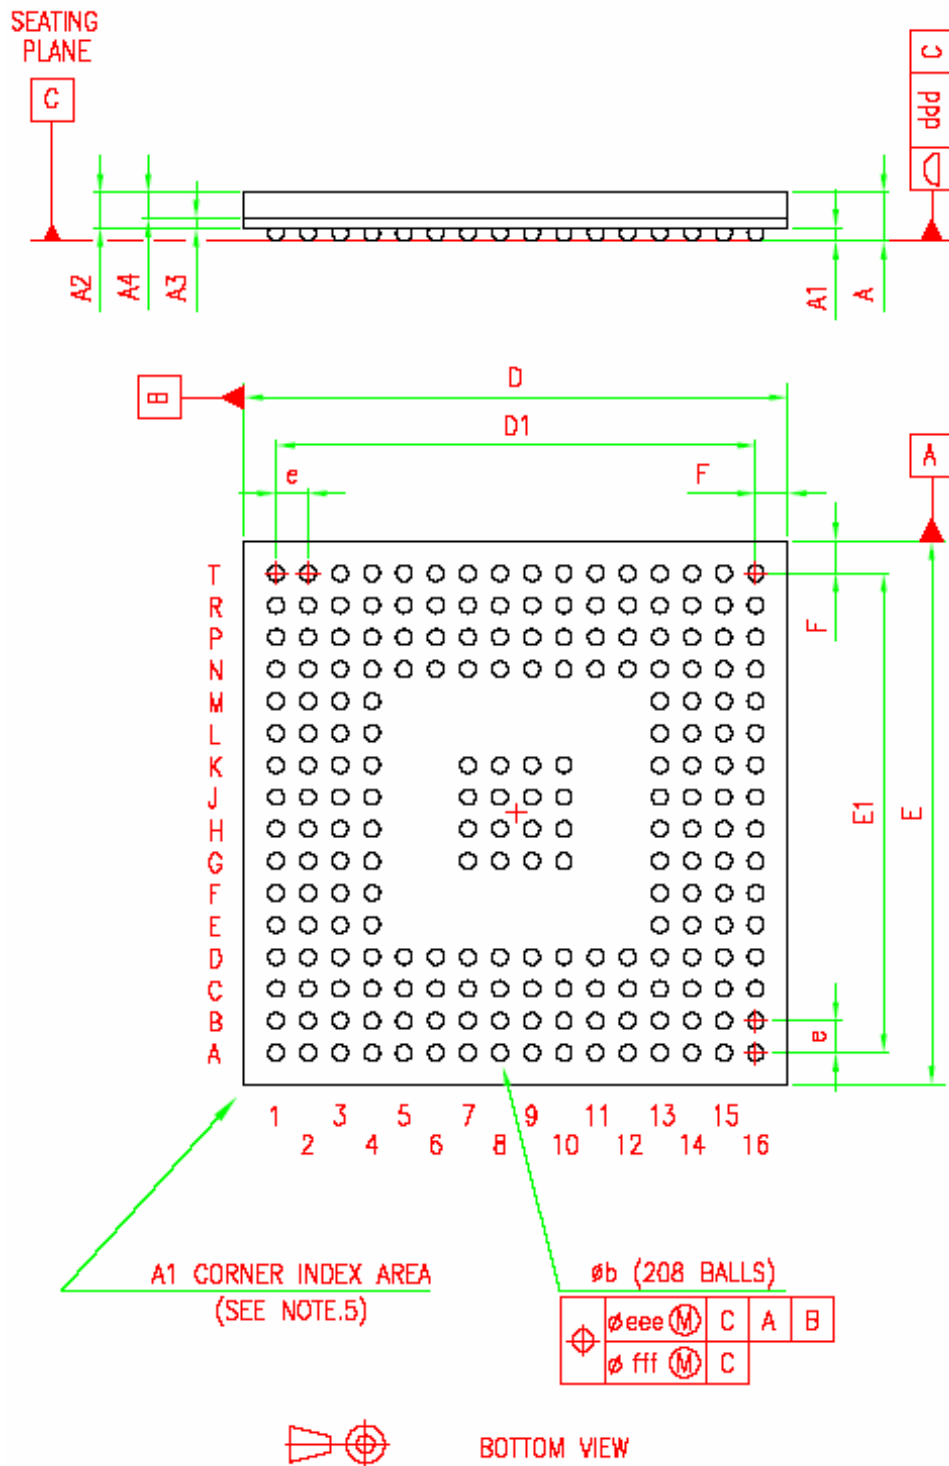 SEATING
PLANE
C
C
ddd
A2
A4
A3
A1
A
B
D
D1
e
F
A
T
R
P
N
M
L
K
J
H
G
F
E
D
C
B
A
F
E1
E
e
1 3 5 7 9 11 13 15
2 4 6 8 10 12 14 16
A1 CORNER INDEX AREA
(SEE NOTE.5)
øb (208 BALLS)
ø eee Ⓜ C A B
ø fff Ⓜ C
BOTTOM VIEW